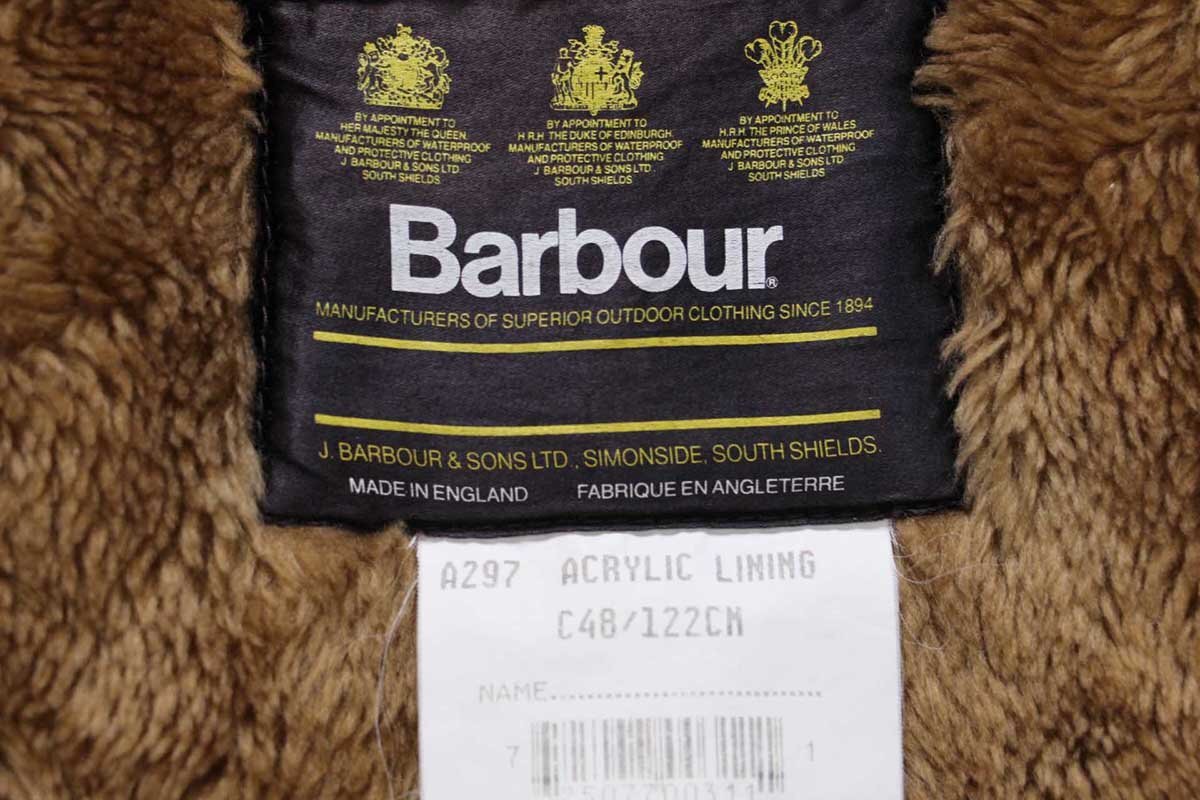 BY APPOINTMENT TO
HER MAJESTY THE QUEEN
MANUFACTURERS OF WATERPROOF
AND PROTECTIVE CLOTHING
J BARBOUR & SONS LTD
SOUTH SHIELDS
BY APPOINTMENT TO
H.R.H. THE DUKE OF EDINBURGH.
MANUFACTURERS OF WATERPROOF
AND PROTECTIVE CLOTHING
J. BARBOUR & SONS LTD.
SOUTH SHIELDS
BY APPOINTMENT TO
H.R.H. THE PRINCE OF WALES
MANUFACTURERS OF WATERPROOF
AND PROTECTIVE CLOTHING
J. BARBOUR & SONS LTD.
SOUTH SHIELDS
Barbour®
MANUFACTURERS OF SUPERIOR OUTDOOR CLOTHING SINCE 1894
J. BARBOUR & SONS LTD., SIMONSIDE, SOUTH SHIELDS.
MADE IN ENGLAND FABRIQUE EN ANGLETERRE
A297 ACRYLIC LINING
C48/122CM
NAME..............................
7 1